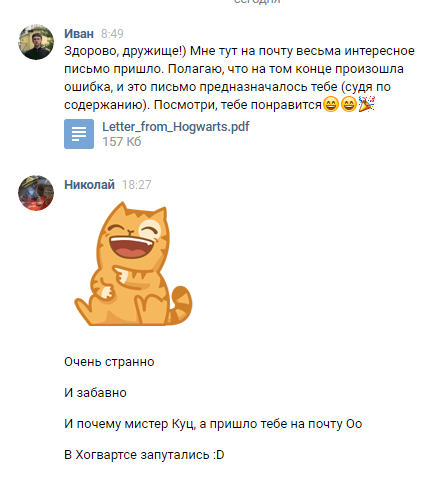 сегодня
Иван 8:49
Здорово, дружище!) Мне тут на почту весьма интересное
письмо пришло. Полагаю, что на том конце произошла
ошибка, и это письмо предназначалось тебе (судя по
содержанию). Посмотри, тебе понравится😄😄🎉
Letter_from_Hogwarts.pdf
157 Кб
Николай 18:27
Очень странно
И забавно
И почему мистер Куц, а пришло тебе на почту Оо
В Хогвартсе запутались :D